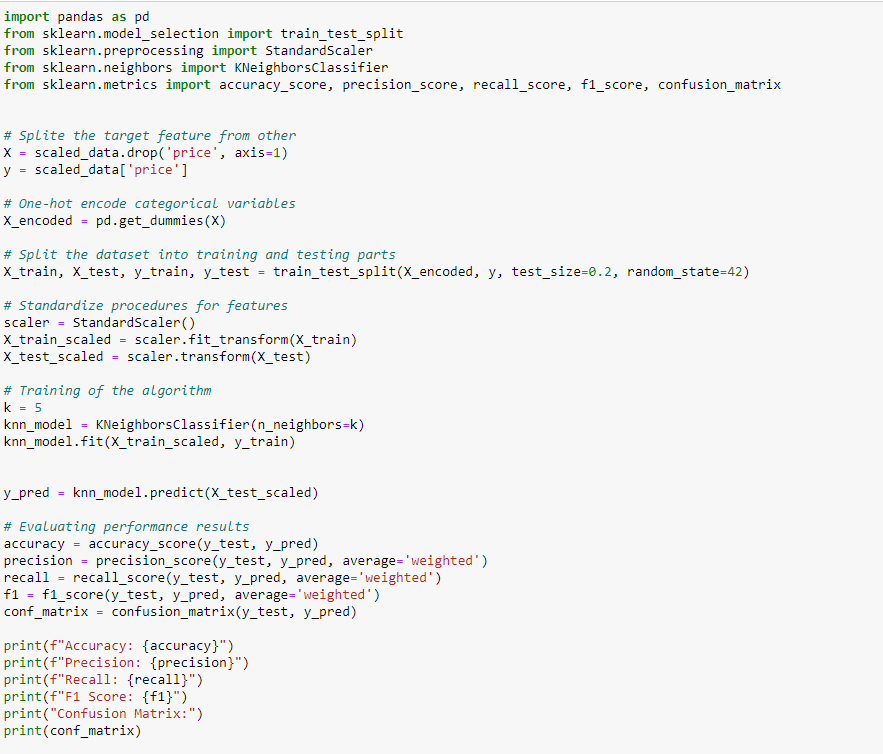 import pandas as pd
from sklearn.model_selection import train_test_split
from sklearn.preprocessing import StandardScaler
from sklearn.neighbors import KNeighborsClassifier
from sklearn.metrics import accuracy_score, precision_score, recall_score, f1_score, confusion_matrix
# Splite the target feature from other
X = scaled_data.drop('price', axis=1)
y = scaled_data['price']
# One-hot encode categorical variables
X_encoded = pd.get_dummies(X)
# Split the dataset into training and testing parts
X_train, X_test, y_train, y_test = train_test_split(X_encoded, y, test_size=0.2, random_state=42)
# Standardize procedures for features
scaler = StandardScaler()
X_train_scaled = scaler.fit_transform(X_train)
X_test_scaled = scaler.transform(X_test)
# Training of the algorithm
k = 5
knn_model = KNeighborsClassifier(n_neighbors=k)
knn_model.fit(X_train_scaled, y_train)
y_pred = knn_model.predict(X_test_scaled)
# Evaluating performance results
accuracy = accuracy_score(y_test, y_pred)
precision = precision_score(y_test, y_pred, average='weighted')
recall = recall_score(y_test, y_pred, average='weighted')
f1 = f1_score(y_test, y_pred, average='weighted')
conf_matrix = confusion_matrix(y_test, y_pred)
print(f"Accuracy: {accuracy}")
print(f"Precision: {precision}")
print(f"Recall: {recall}")
print(f"F1 Score: {f1}")
print("Confusion Matrix:")
print(conf_matrix)